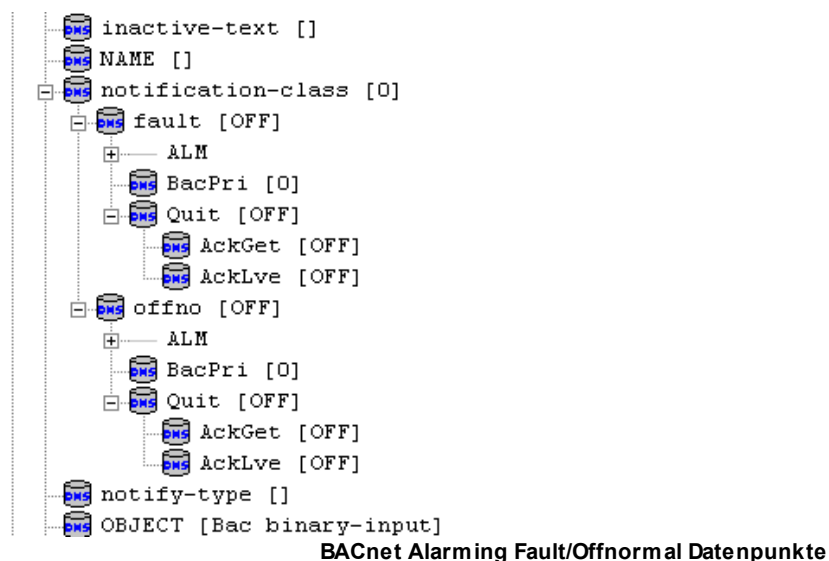 inactive-text []
NAME []
notification-class [0]
fault [OFF]
ALM
BacPri [0]
Quit [OFF]
AckGet [OFF]
AckLve [OFF]
offno [OFF]
ALM
BacPri [0]
Quit [OFF]
AckGet [OFF]
AckLve [OFF]
notify-type []
OBJECT [Bac binary-input]
BACnet Alarming Fault/Offnormal Datenpunkte